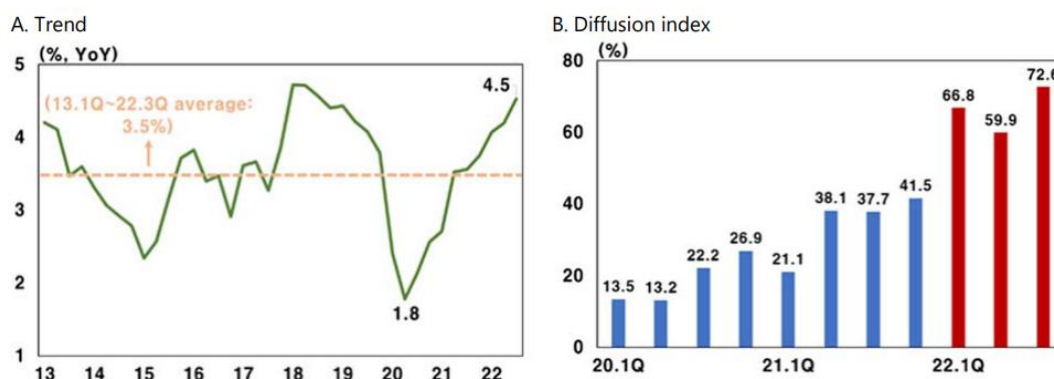 A. Trend
(%, YoY)
5
4
3
2
1
(13.1Q~22.3Q average:
3.5%)
4.5
1.8
13 14 15 16 17 18 19 20 21 22
B. Diffusion index
(%)
80
60
40
20
0
13.5 13.2 22.2 26.9 21.1 38.1 37.7 41.5 66.8 59.9 72.6
20.1Q 21.1Q 22.1Q